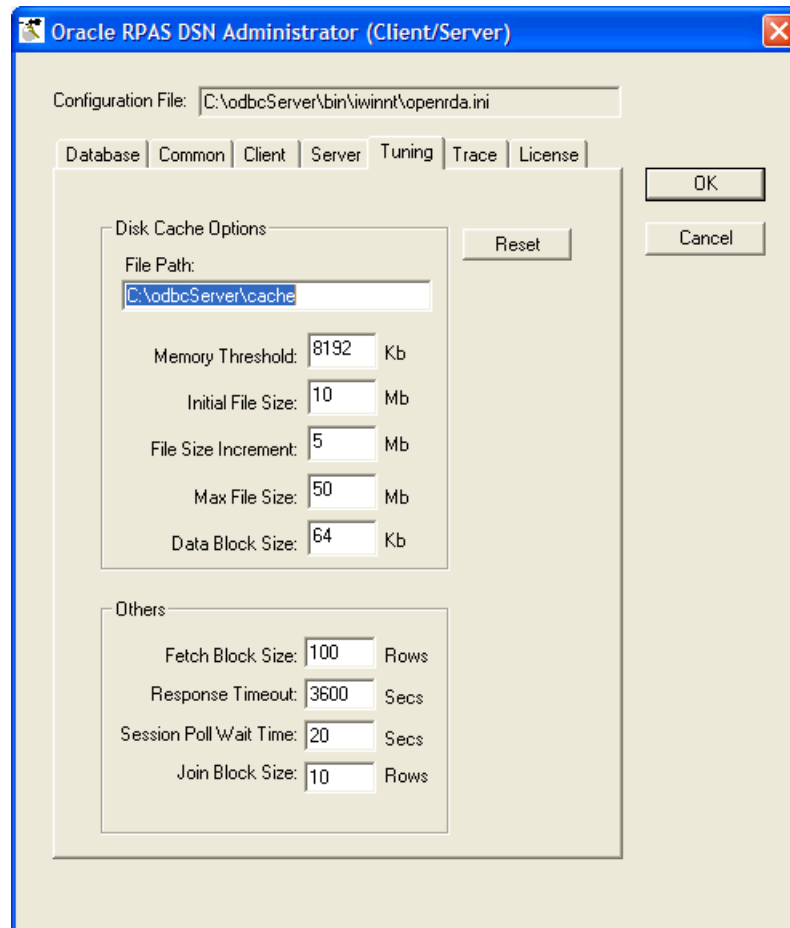 Oracle RPAS DSN Administrator (Client/Server)
Configuration File: C:\odbcServer\bin\iwinnt\openrda.ini
Database Common Client Server Tuning Trace License
OK
Cancel
Disk Cache Options
Reset
File Path:
C:\odbcServer\cache
Memory Threshold: 8192 Kb
Initial File Size: 10 Mb
File Size Increment: 5 Mb
Max File Size: 50 Mb
Data Block Size: 64 Kb
Others
Fetch Block Size: 100 Rows
Response Timeout: 3600 Secs
Session Poll Wait Time: 20 Secs
Join Block Size: 10 Rows